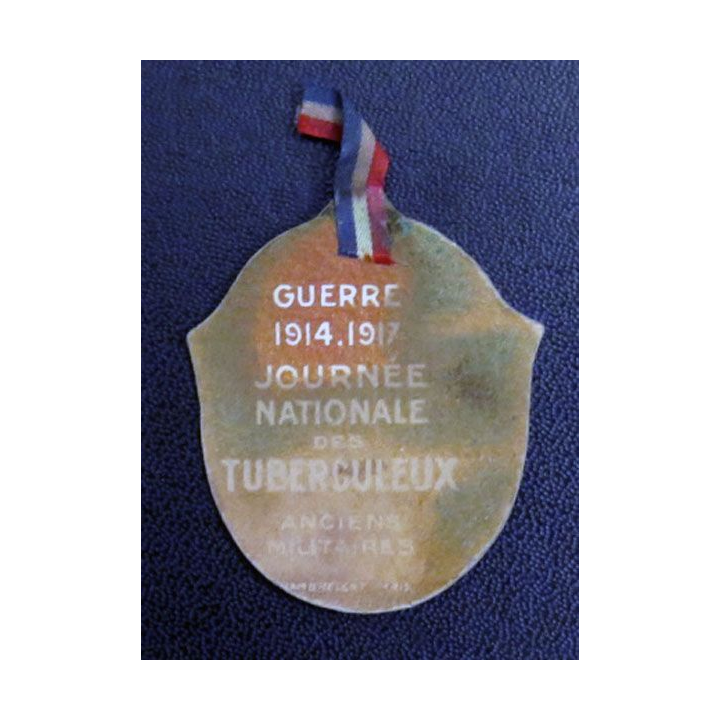 GUERRE
1914.1917
JOURNÉE
NATIONALE
DES
TUBERCULEUX
ANCIENS
MILITAIRES